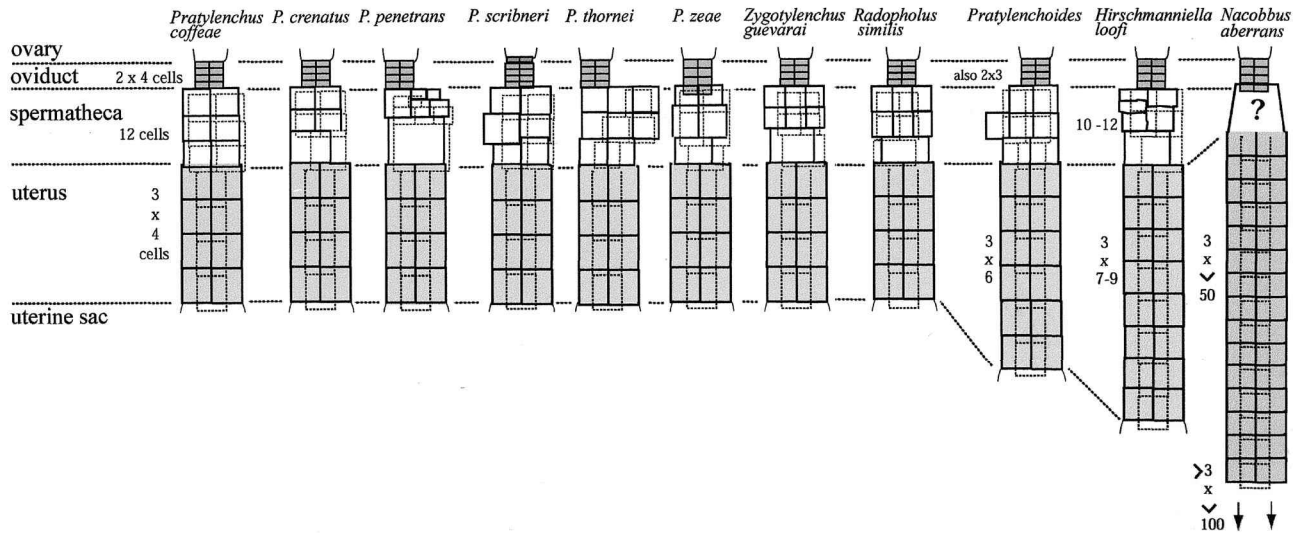 Pratylenchus coffeae
P. crenatus
P. penetrans
P. scribneri
P. thornei
P. zeae
Zygotylenchus guevarai
Radopholus similis
Pratylenchoides
Hirschmanniella loofi
Nacobbus aberrans
ovary
oviduct 2 x 4 cells
also 2x3
spermatheca
12 cells
10 -12
?
uterus
3
x
4
cells
3
x
6
3
x
7-9
3
x
>
50
uterine sac
>3
x
>
100